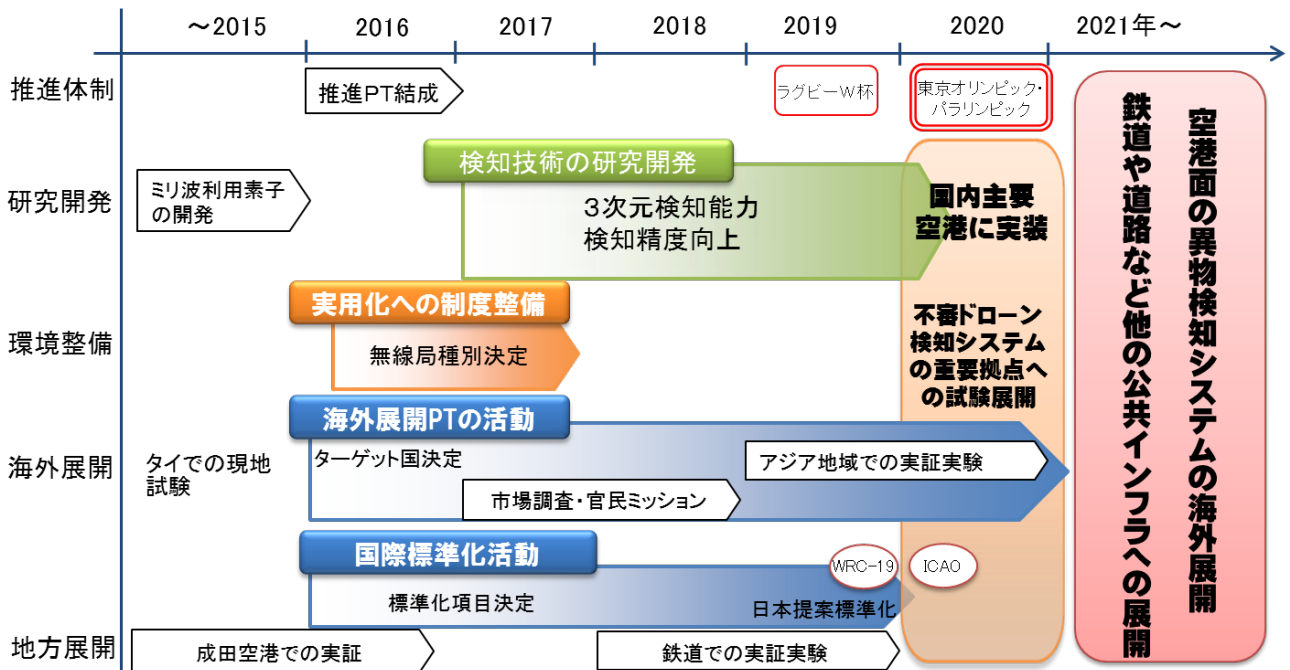 ～2015
2016
2017
2018
2019
2020
2021年～
推進体制
推進PT結成
ラグビーW杯
東京オリンピック・
パラリンピック
研究開発
ミリ波利用素子
の開発
検知技術の研究開発
３次元検知能力
検知精度向上
国内主要
空港に実装
環境整備
実用化への制度整備
無線局種別決定
不審ドローン
検知システム
の重要拠点へ
の試験展開
海外展開
タイでの現地
試験
海外展開PTの活動
ターゲット国決定
市場調査・官民ミッション
アジア地域での実証実験
国際標準化活動
標準化項目決定
WRC-19
ICAO
日本提案標準化
地方展開
成田空港での実証
鉄道での実証実験
空港面の異物検知システムの海外展開
鉄道や道路など他の公共インフラへの展開